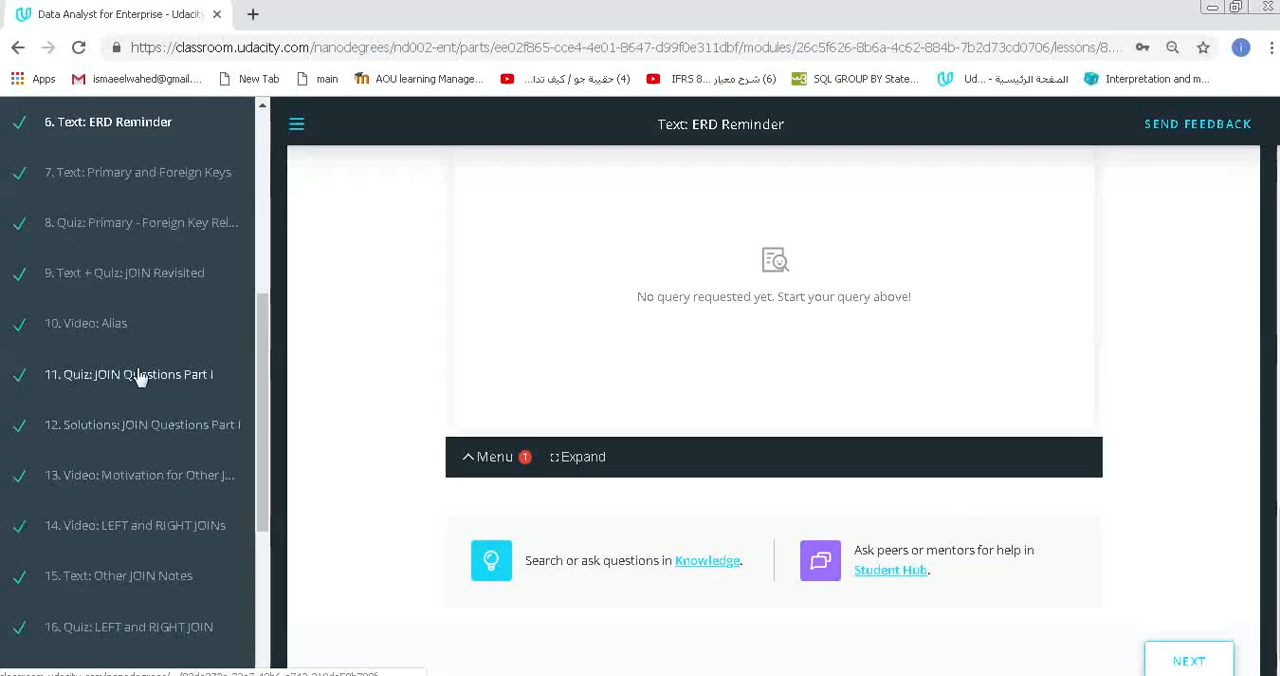 Data Analyst for Enterprise - Udacit
https://classroom.udacity.com/nanodegrees/nd002-ent/parts/ee02f865-cce4-4e01-8647-d99f0e311dbf/modules/26c5f626-8b6a-4c62-884b-7b2d73cd0706/lessons/8....
Apps
ismaeelwahed@gmail....
New Tab
main
AOU learning Manage...
(4) حقيبة جو / كيف تدا...
(6) شرح معيار IFRS 8...
SQL GROUP BY State...
الصفحة الرئيسية - Ud...
Interpretation and m...
6. Text: ERD Reminder
7. Text: Primary and Foreign Keys
8. Quiz: Primary - Foreign Key Rel...
9. Text + Quiz: JOIN Revisited
10. Video: Alias
11. Quiz: JOIN Questions Part I
12. Solutions: JOIN Questions Part I
13. Video: Motivation for Other J...
14. Video: LEFT and RIGHT JOINs
15. Text: Other JOIN Notes
16. Quiz: LEFT and RIGHT JOIN
Text: ERD Reminder
SEND FEEDBACK
No query requested yet. Start your query above!
Menu 1 Expand
Search or ask questions in Knowledge.
Ask peers or mentors for help in
Student Hub.
NEXT